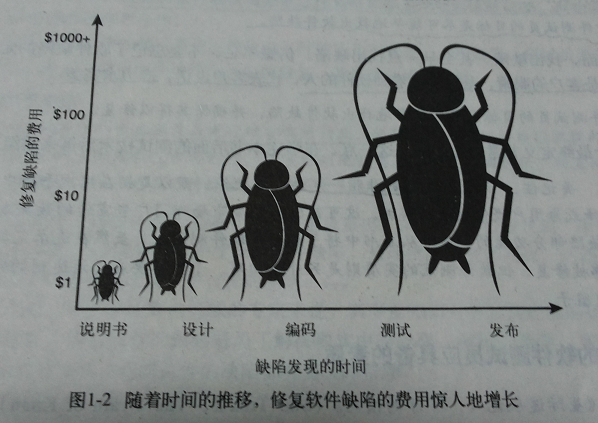 $1000+
$100
$10
$1
修复缺陷的费用
说明书 设计 编码 测试 发布
缺陷发现的时间
图1-2 随着时间的推移，修复软件缺陷的费用惊人地增长